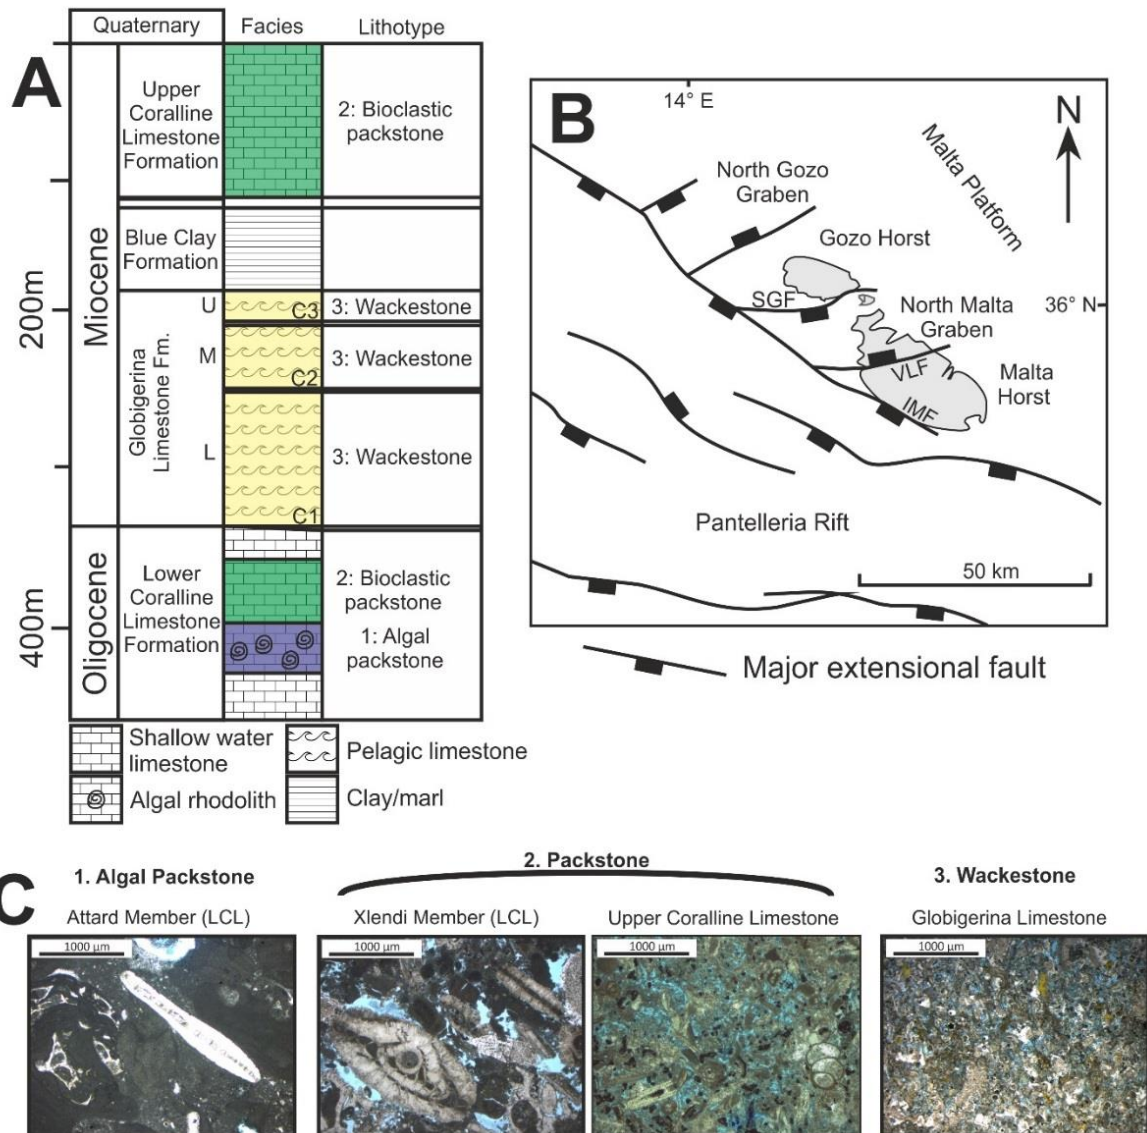 A
Quaternary
Facies
Lithotype
Miocene
Oligocene
200m
400m
Upper
Coralline
Limestone
Formation
2: Bioclastic
packstone
Blue Clay
Formation
Globigerina
Limestone Fm.
U
C3
3: Wackestone
M
C2
3: Wackestone
L
C1
3: Wackestone
Lower
Coralline
Limestone
Formation
2: Bioclastic
packstone
1: Algal
packstone
Shallow water
limestone
Pelagic limestone
Algal rhodolith
Clay/marl
B
14° E
N
Malta Platform
North Gozo
Graben
Gozo Horst
SGF
36° N
North Malta
Graben
VLF
Malta
Horst
IMF
Pantelleria Rift
50 km
Major extensional fault
C
1. Algal Packstone
2. Packstone
3. Wackestone
Attard Member (LCL)
Xlendi Member (LCL)
Upper Coralline Limestone
Globigerina Limestone
1000 µm
1000 µm
1000 µm
1000 µm